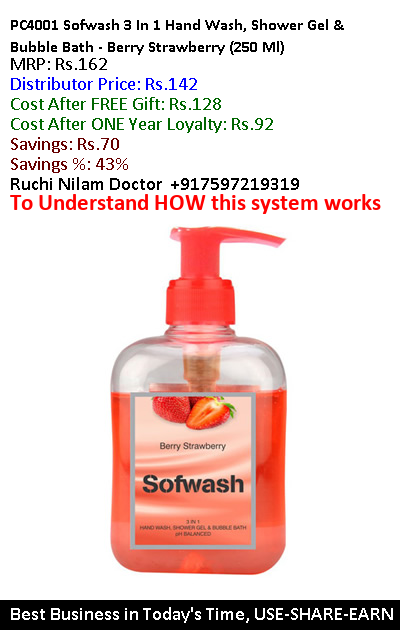 PC4001 Sofwash 3 In 1 Hand Wash, Shower Gel &
Bubble Bath - Berry Strawberry (250 Ml)
MRP: Rs.162
Distributor Price: Rs.142
Cost After FREE Gift: Rs.128
Cost After ONE Year Loyalty: Rs.92
Savings: Rs.70
Savings %: 43%
Ruchi Nilam Doctor +917597219319
To Understand HOW this system works
Berry Strawberry
Sofwash
3 IN 1
HAND WASH, SHOWER GEL & BUBBLE BATH
pH BALANCED
Best Business in Today's Time, USE-SHARE-EARN